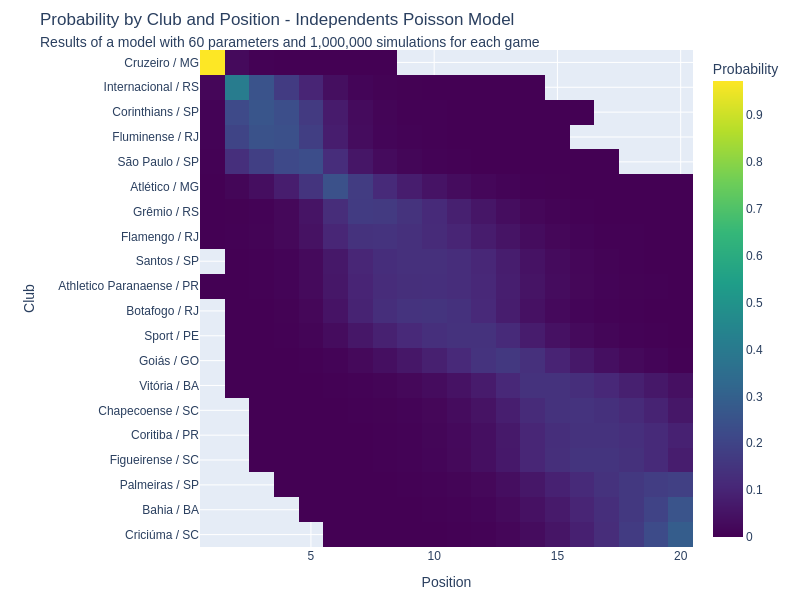 Probability by Club and Position - Independents Poisson Model
Results of a model with 60 parameters and 1,000,000 simulations for each game
Probability
Cruzeiro / MG
Internacional / RS
Corinthians / SP
Fluminense / RJ
São Paulo / SP
Atlético / MG
Grêmio / RS
Flamengo / RJ
Santos / SP
Athletico Paranaense / PR
Botafogo / RJ
Sport / PE
Goiás / GO
Vitória / BA
Chapecoense / SC
Coritiba / PR
Figueirense / SC
Palmeiras / SP
Bahia / BA
Criciúma / SC
Club
5
10
15
20
Position
0.9
0.8
0.7
0.6
0.5
0.4
0.3
0.2
0.1
0